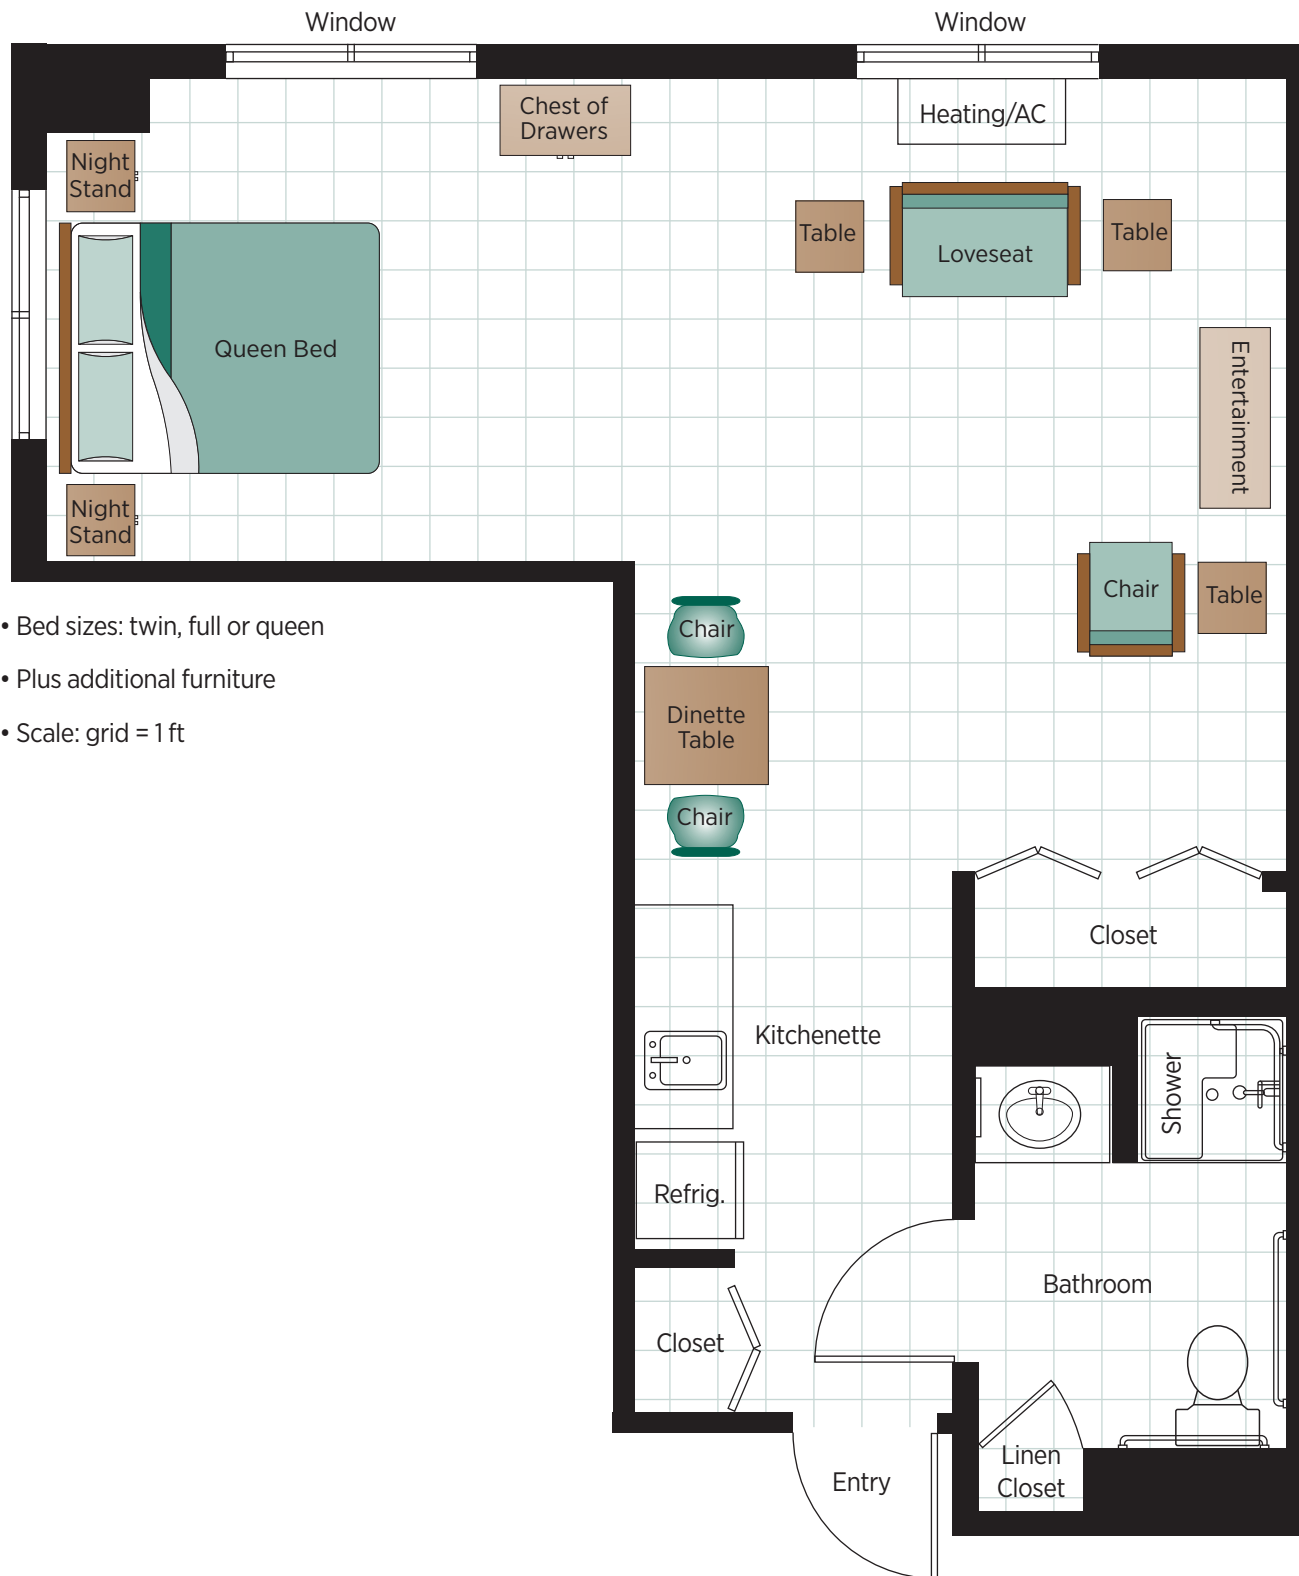 Window
Window
Chest of
Drawers
Heating/AC
Night
Stand
Table
Loveseat
Table
Queen Bed
Entertainment
Night
Stand
Chair
Table
Chair
• Bed sizes: twin, full or queen
• Plus additional furniture
• Scale: grid = 1 ft
Dinette
Table
Chair
Closet
Kitchenette
Shower
Refrig.
Bathroom
Closet
Linen
Closet
Entry